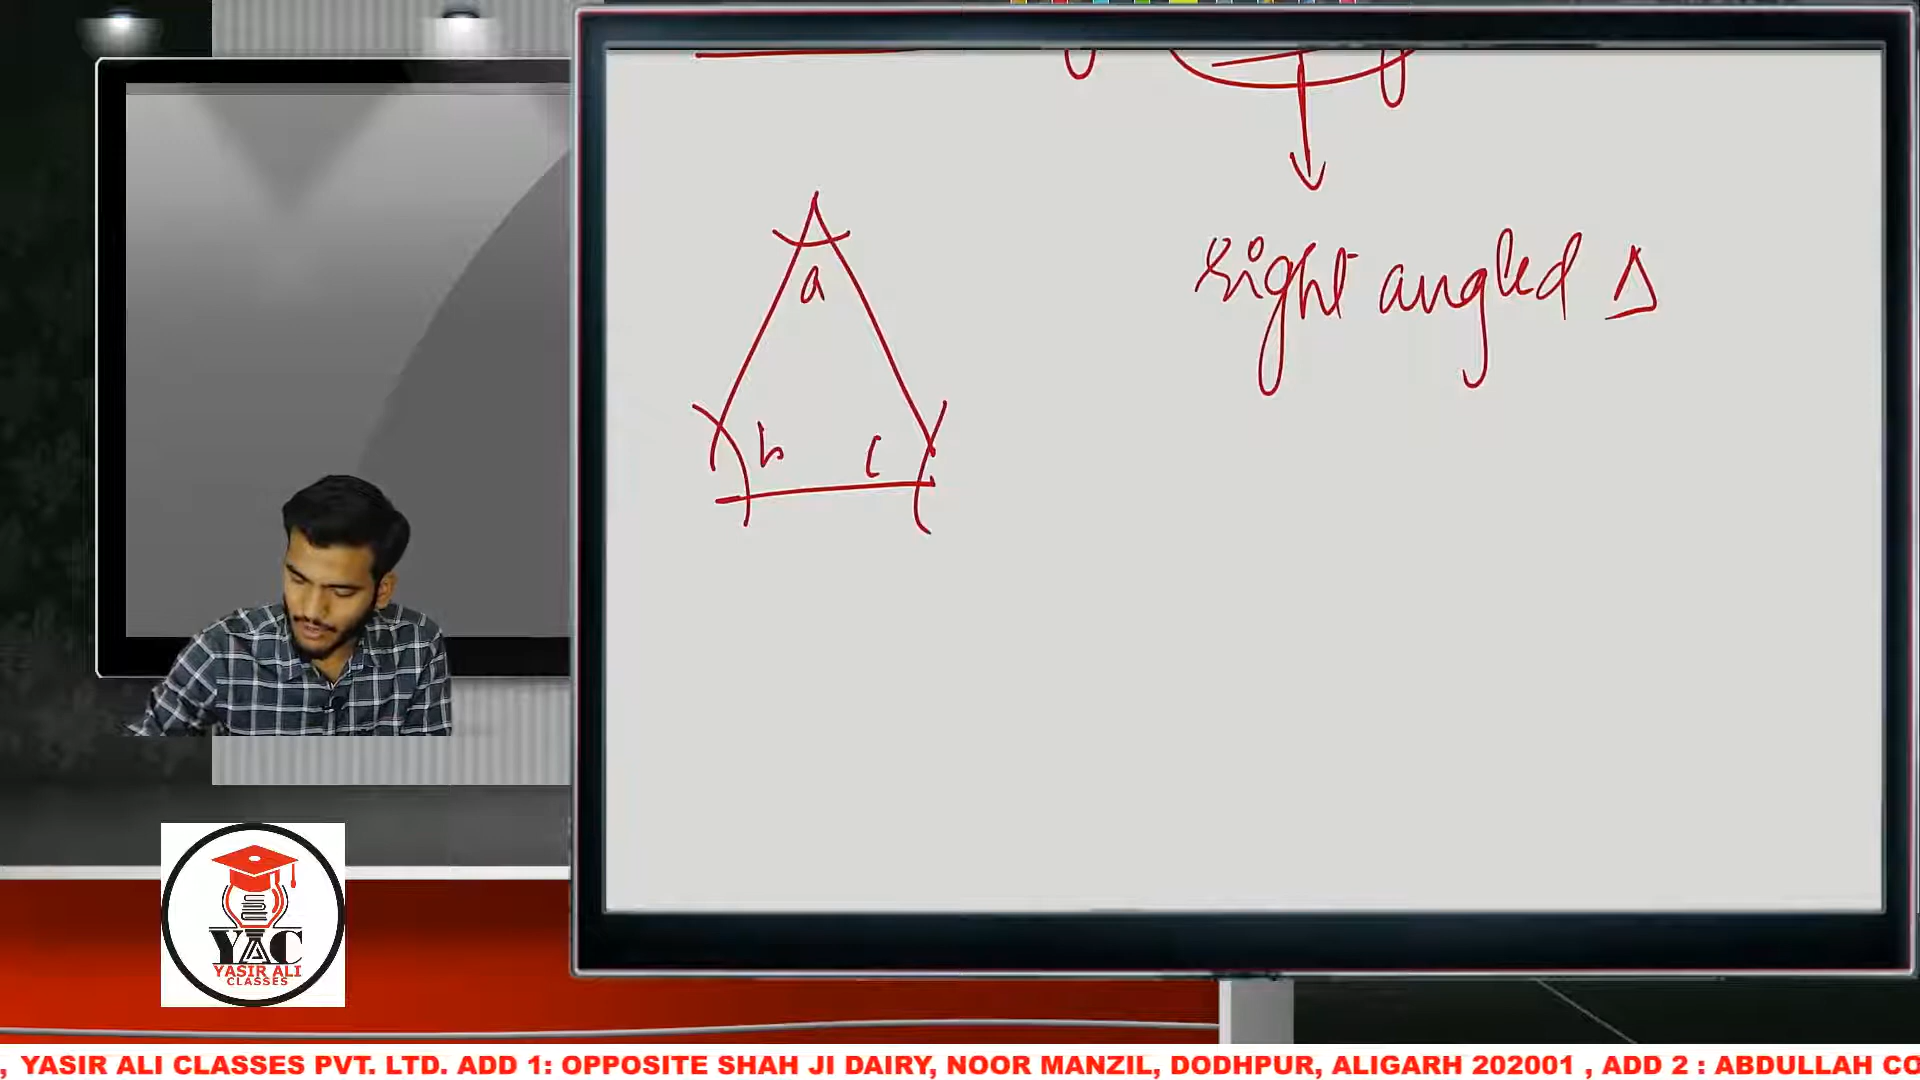 a
right angled Δ
b c
YAC
YASIR ALI
CLASSES
, YASIR ALI CLASSES PVT. LTD. ADD 1: OPPOSITE SHAH JI DAIRY, NOOR MANZIL, DODHPUR, ALIGARH 202001 , ADD 2 : ABDULLAH CO